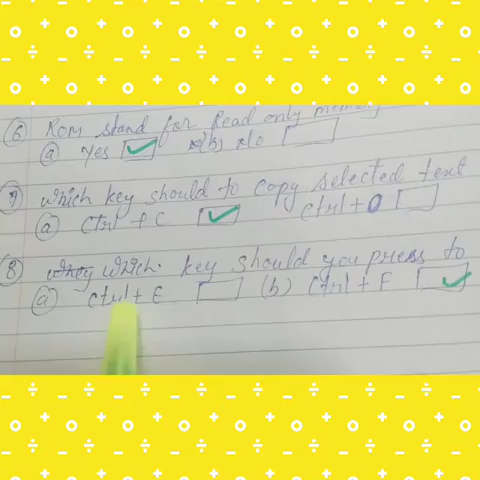 (6) Rom stand for Read only memory
(a) Yes (b) No
(7) which key should to copy selected text
(a) Ctrl + C Ctrl + O
(8) which key should you press to
(a) Ctrl + E (b) Ctrl + F